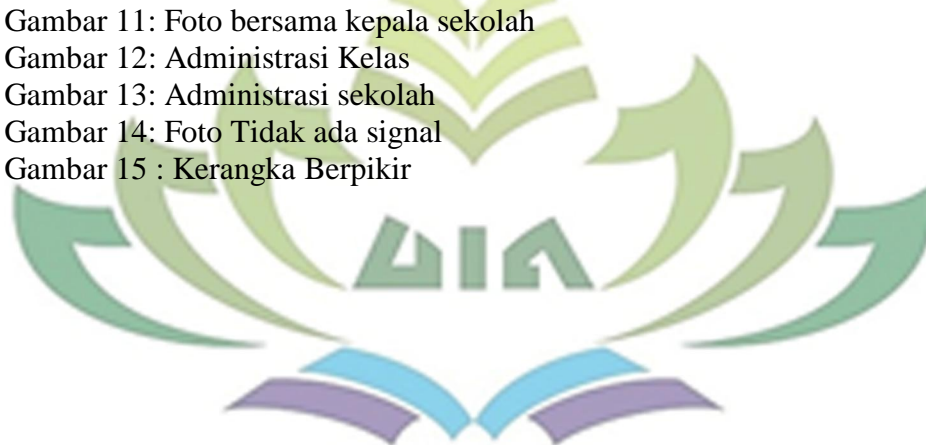 Gambar 11: Foto bersama kepala sekolah
Gambar 12: Administrasi Kelas
Gambar 13: Administrasi sekolah
Gambar 14: Foto Tidak ada signal
Gambar 15 : Kerangka Berpikir
UIN